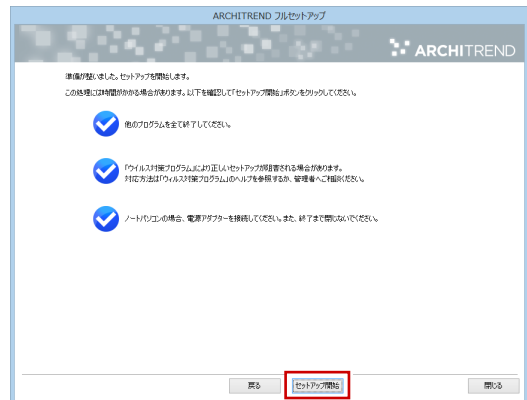 ARCHITREND フルセットアップ
ARCHITREND
準備が整いました。セットアップを開始します。
この処理には時間がかかる場合があります。以下を確認して「セットアップ開始」ボタンをクリックしてください。
他のプログラムを全て終了してください。
「ウイルス対策プログラム」により正しいセットアップが阻害される場合があります。
対応方法は「ウィルス対策プログラム」のヘルプを参照するか、管理者へご相談ください。
ノートパソコンの場合、電源アダプターを接続してください。また、終了まで閉じないでください。
戻る
セットアップ開始
閉じる